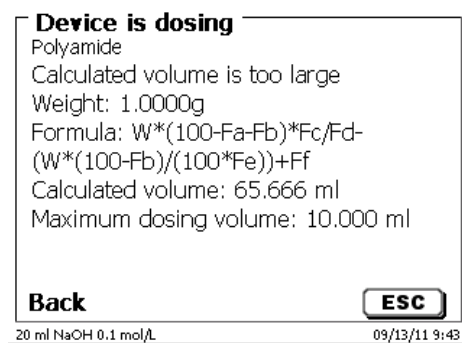 Device is dosing
Polyamide
Calculated volume is too large
Weight: 1.0000g
Formula: W*(100-Fa-Fb)*Fc/Fd-
(W*(100-Fb)/(100*Fe))+Ff
Calculated volume: 65.666 ml
Maximum dosing volume: 10.000 ml
Back
ESC
20 ml NaOH 0.1 mol/L
09/13/11 9:43